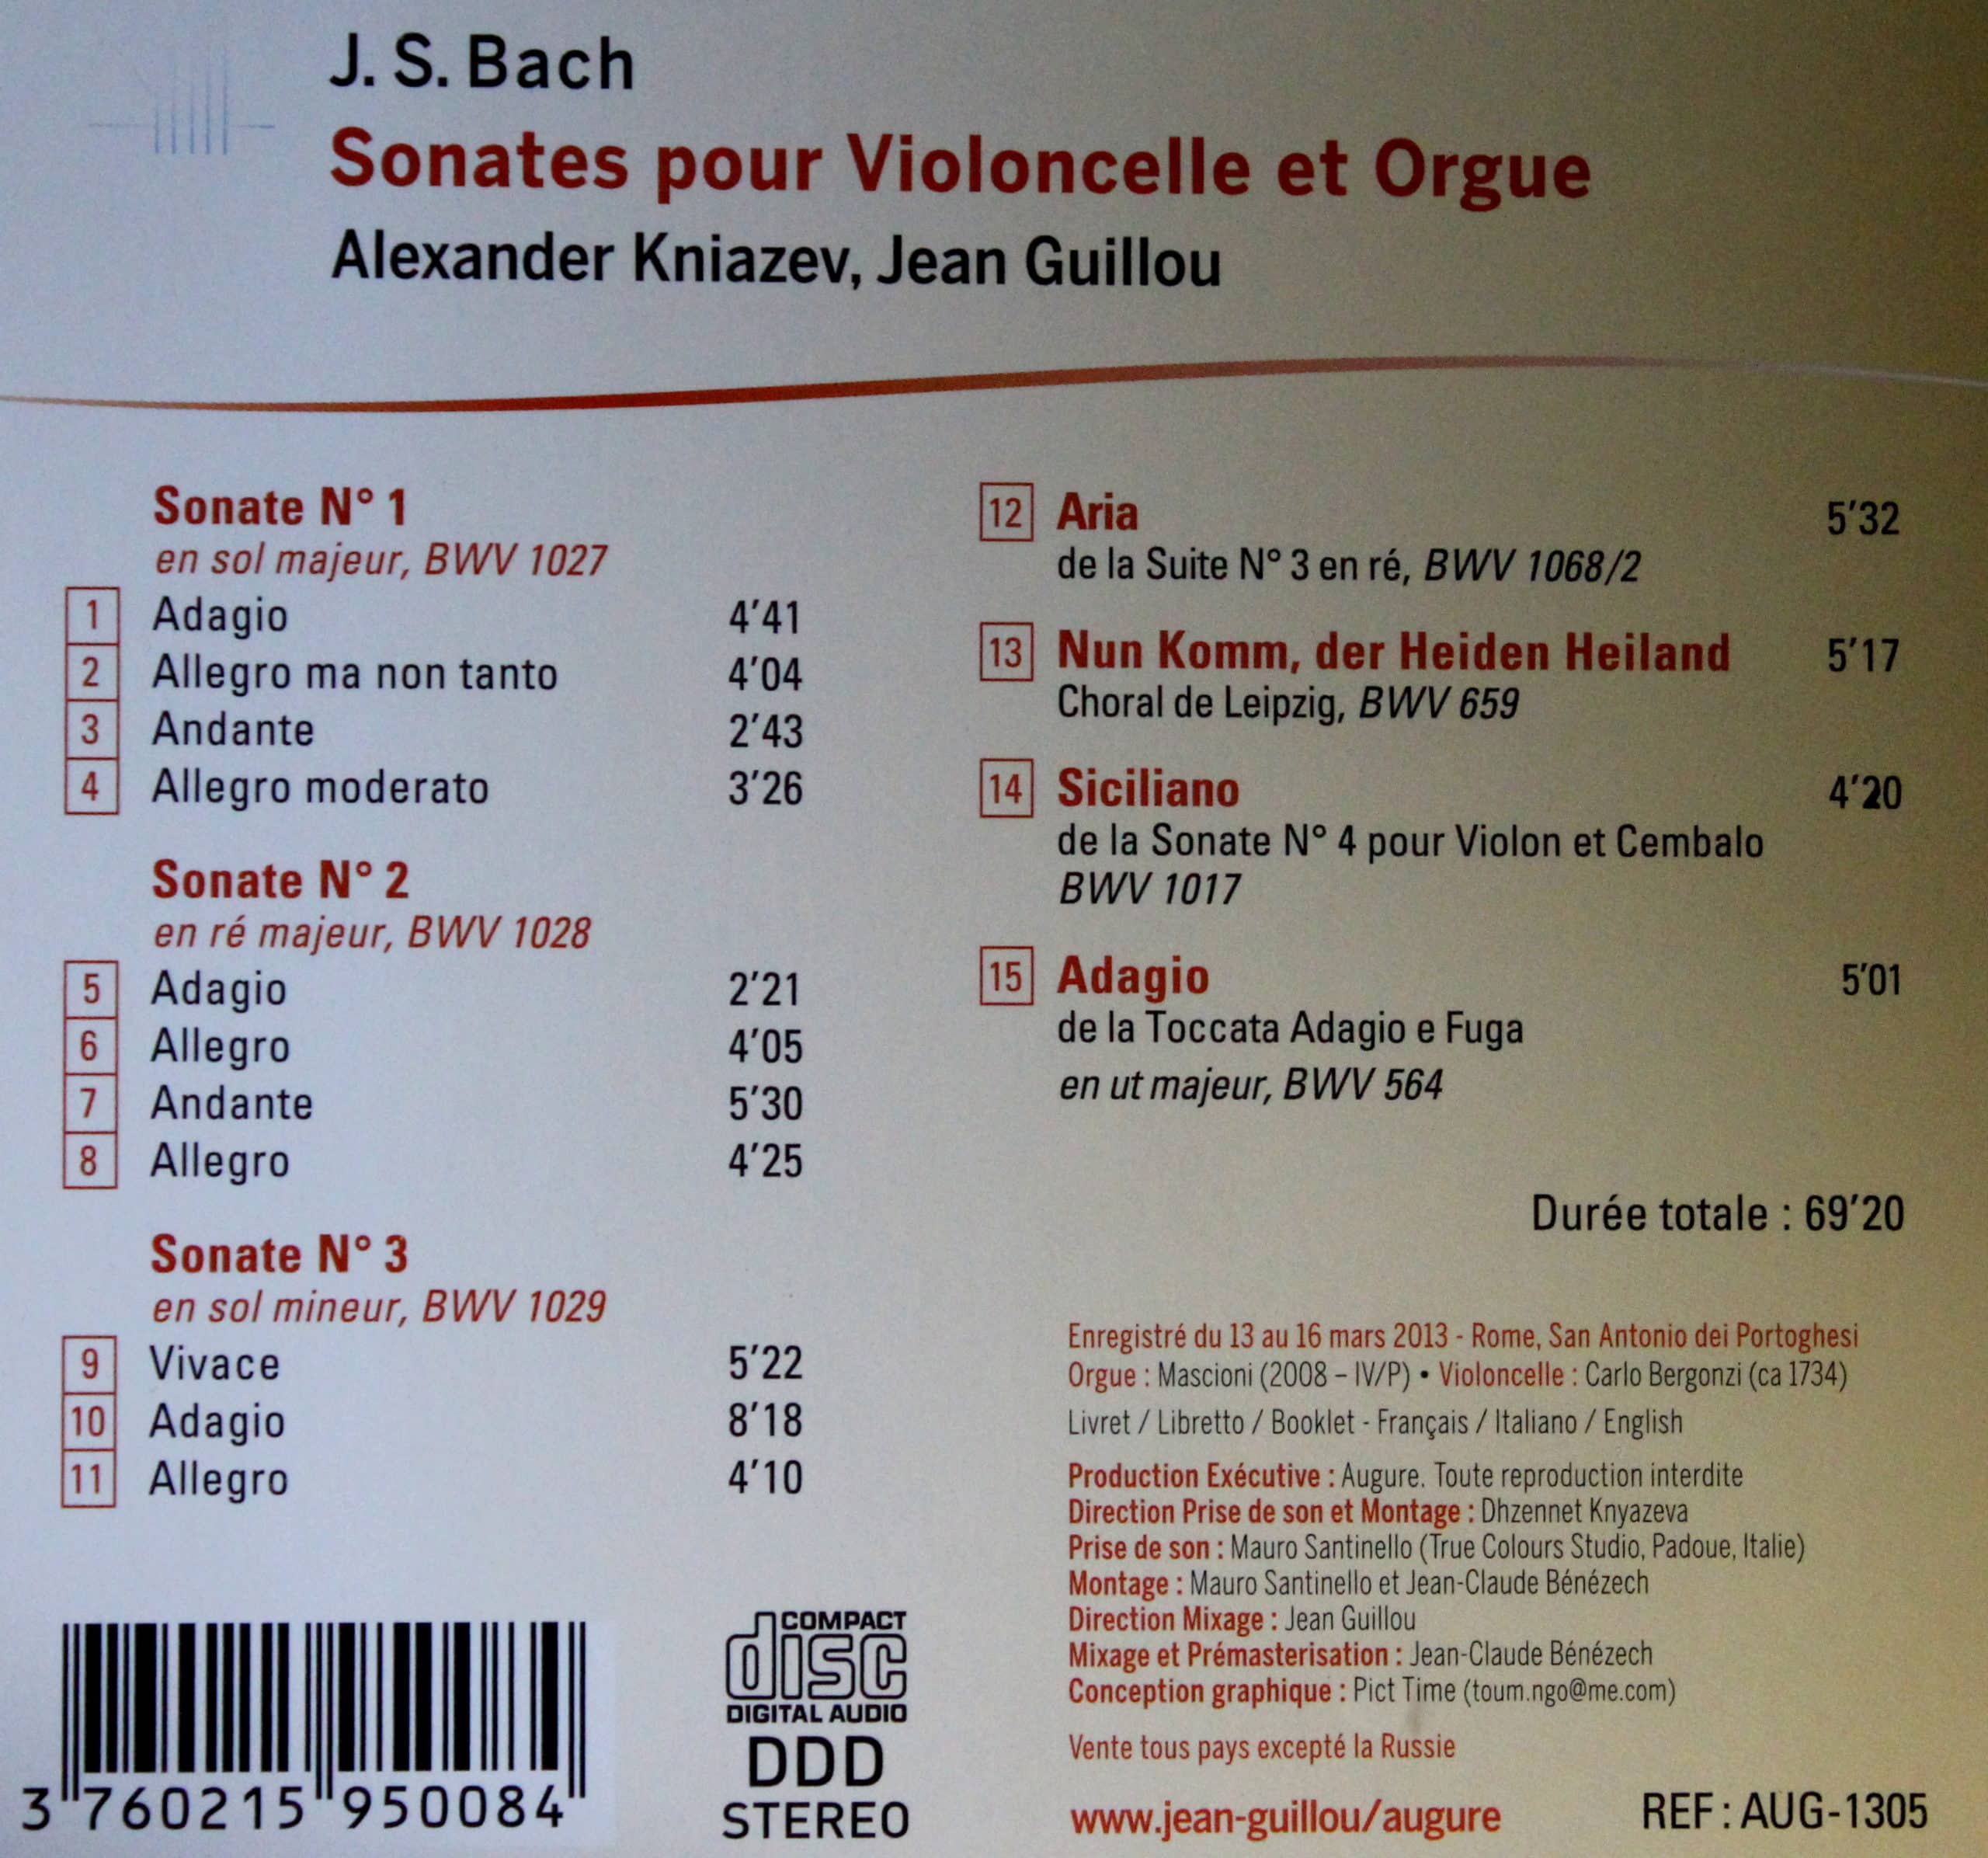 J. S. Bach
Sonates pour Violoncelle et Orgue
Alexander Kniazev, Jean Guillou
Sonate N° 1
en sol majeur, BWV 1027
1 Adagio 4'41
2 Allegro ma non tanto 4'04
3 Andante 2'43
4 Allegro moderato 3'26
Sonate N° 2
en ré majeur, BWV 1028
5 Adagio 2'21
6 Allegro 4'05
7 Andante 5'30
8 Allegro 4'25
Sonate N° 3
en sol mineur, BWV 1029
9 Vivace 5'22
10 Adagio 8'18
11 Allegro 4'10
12 Aria 5'32
de la Suite N° 3 en ré, BWV 1068/2
13 Nun Komm, der Heiden Heiland 5'17
Choral de Leipzig, BWV 659
14 Siciliano 4'20
de la Sonate N° 4 pour Violon et Cembalo
BWV 1017
15 Adagio 5'01
de la Toccata Adagio e Fuga
en ut majeur, BWV 564
Durée totale : 69'20
Enregistré du 13 au 16 mars 2013 - Rome, San Antonio dei Portoghesi
Orgue : Mascioni (2008 – IV/P) • Violoncelle : Carlo Bergonzi (ca 1734)
Livret / Libretto / Booklet - Français / Italiano / English
Production Exécutive : Augure. Toute reproduction interdite
Direction Prise de son et Montage : Dhzennet Knyazeva
Prise de son : Mauro Santinello (True Colours Studio, Padoue, Italie)
Montage : Mauro Santinello et Jean-Claude Bénézech
Direction Mixage : Jean Guillou
Mixage et Prémasterisation : Jean-Claude Bénézech
Conception graphique : Pict Time (toum.ngo@me.com)
Vente tous pays excepté la Russie
www.jean-guillou/augure
REF : AUG-1305
COMPACT
disc
DIGITAL AUDIO
DDD
STEREO
3 760215 950084